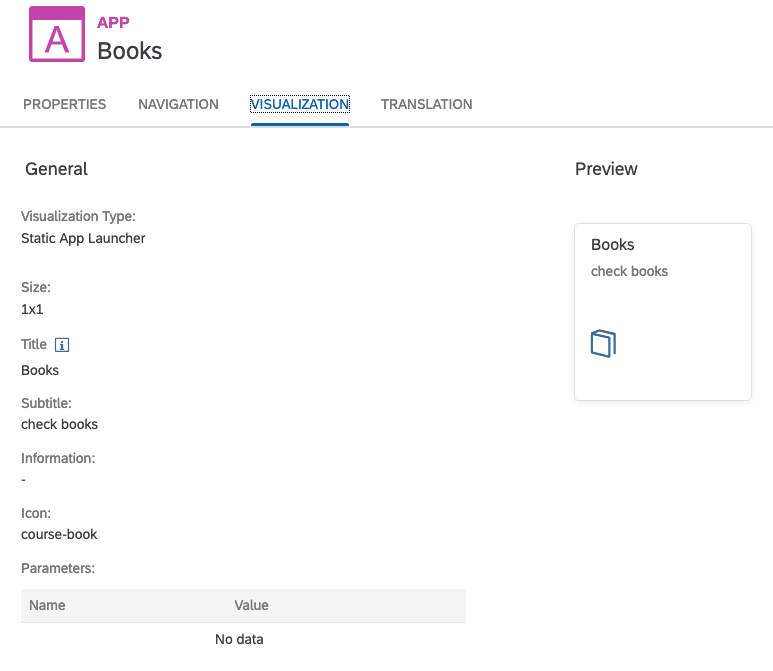 A
APP
Books
PROPERTIES NAVIGATION VISUALIZATION TRANSLATION
General
Visualization Type:
Static App Launcher
Size:
1x1
Title i
Books
Subtitle:
check books
Information:
-
Icon:
course-book
Parameters:
Name Value
No data
Preview
Books
check books